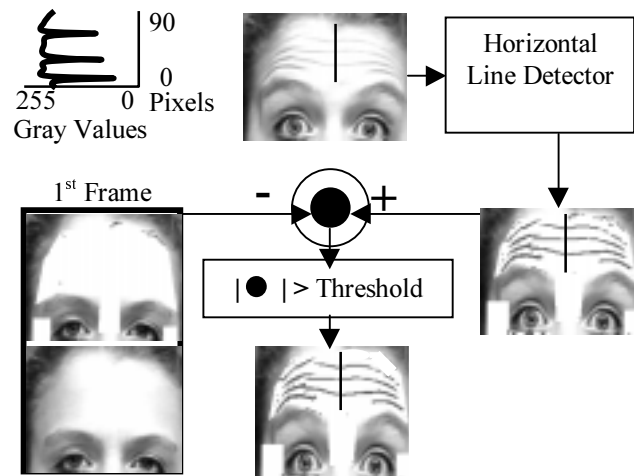 90
0
255 0 Pixels
Gray Values
Horizontal
Line Detector
1st Frame
- +
| ● | > Threshold